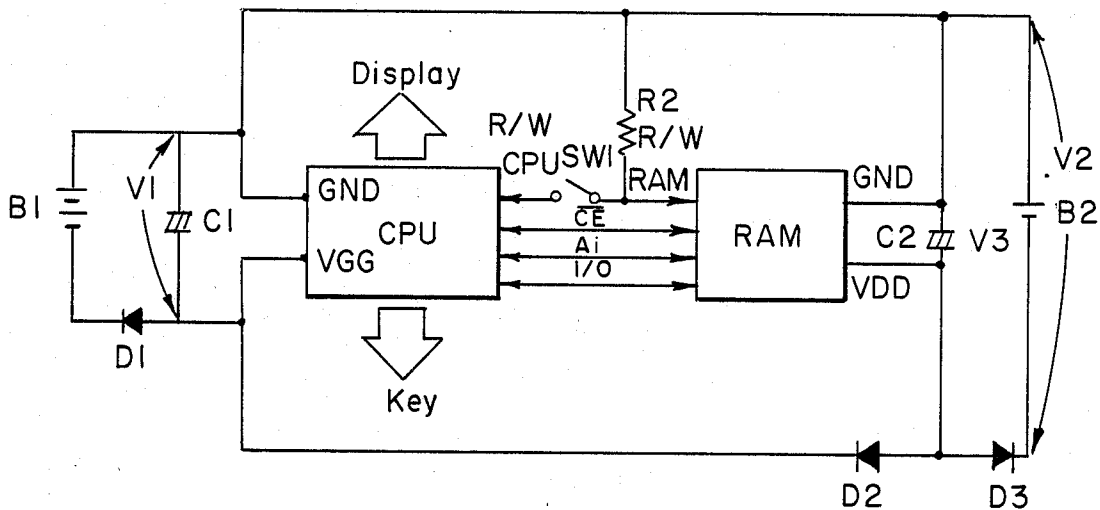 Display
R2
R/W
R/W
CPU
SW1
RAM
GND
V2
V1
GND
B1
C1
CPU
C̅E̅
RAM
C2
V3
B2
Ai
VGG
I/O
VDD
D1
Key
D2
D3